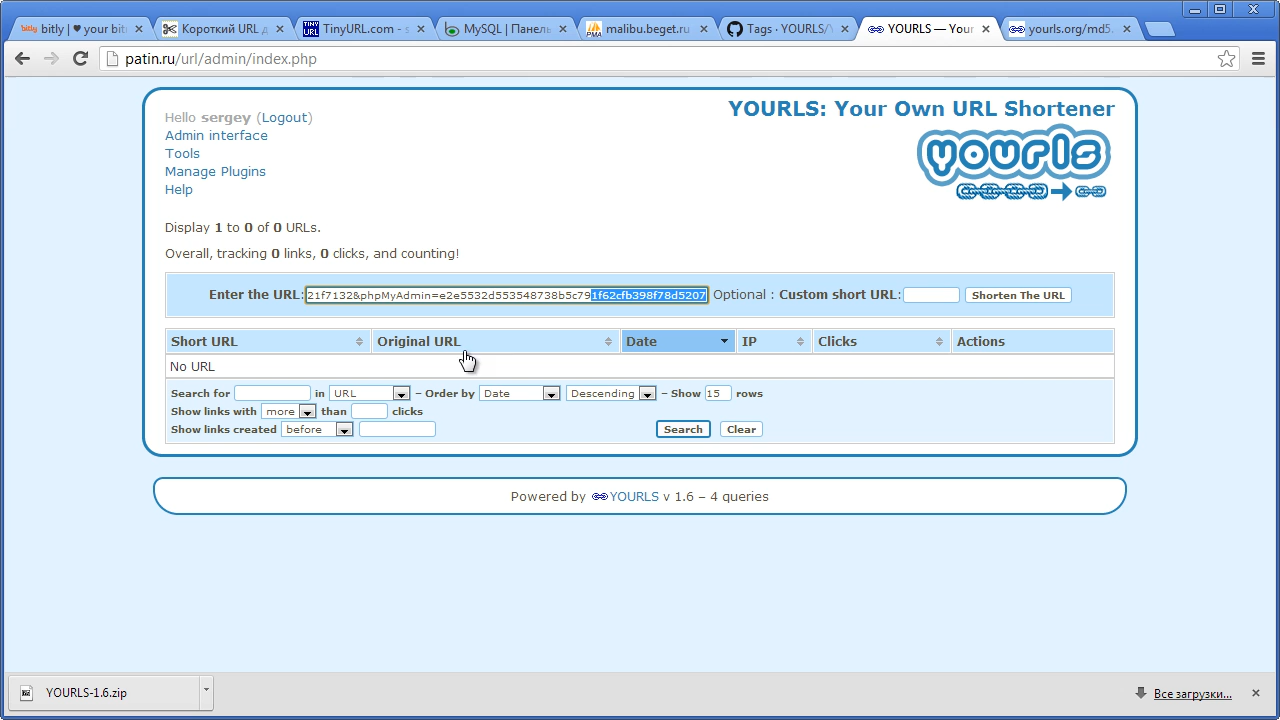 bitly | ♥ your bit
Короткий URL д
TinyURL.com - s
MySQL | Панель
malibu.beget.ru
Tags · YOURLS/Y
YOURLS — Your
yourls.org/md5.
patin.ru/url/admin/index.php
YOURLS: Your Own URL Shortener
yourls
Hello sergey (Logout)
Admin interface
Tools
Manage Plugins
Help
Display 1 to 0 of 0 URLs.
Overall, tracking 0 links, 0 clicks, and counting!
Enter the URL: 21f7132&phpMyAdmin=e2e5532d553548738b5c791f62cfb398f78d5207 Optional : Custom short URL: Shorten The URL
Short URL Original URL Date IP Clicks Actions
No URL
Search for in URL – Order by Date Descending – Show 15 rows
Show links with more than clicks
Show links created before Search Clear
Powered by YOURLS v 1.6 – 4 queries
YOURLS-1.6.zip
Все загрузки...